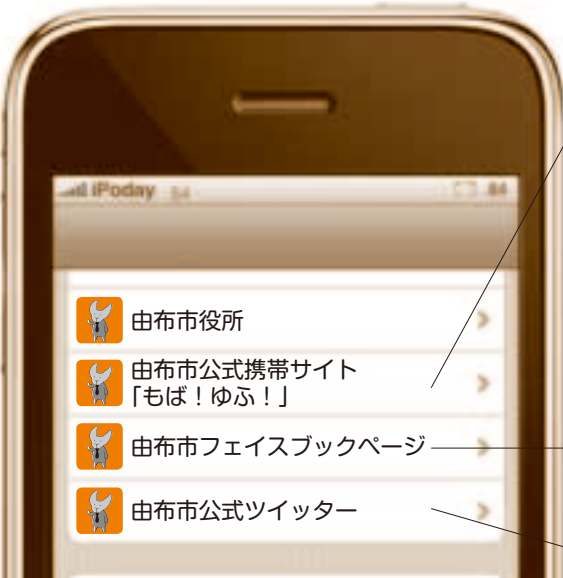 iPoday
84
84
由布市役所
由布市公式携帯サイト
「もば！ゆふ！」
由布市フェイスブックページ
由布市公式ツイッター